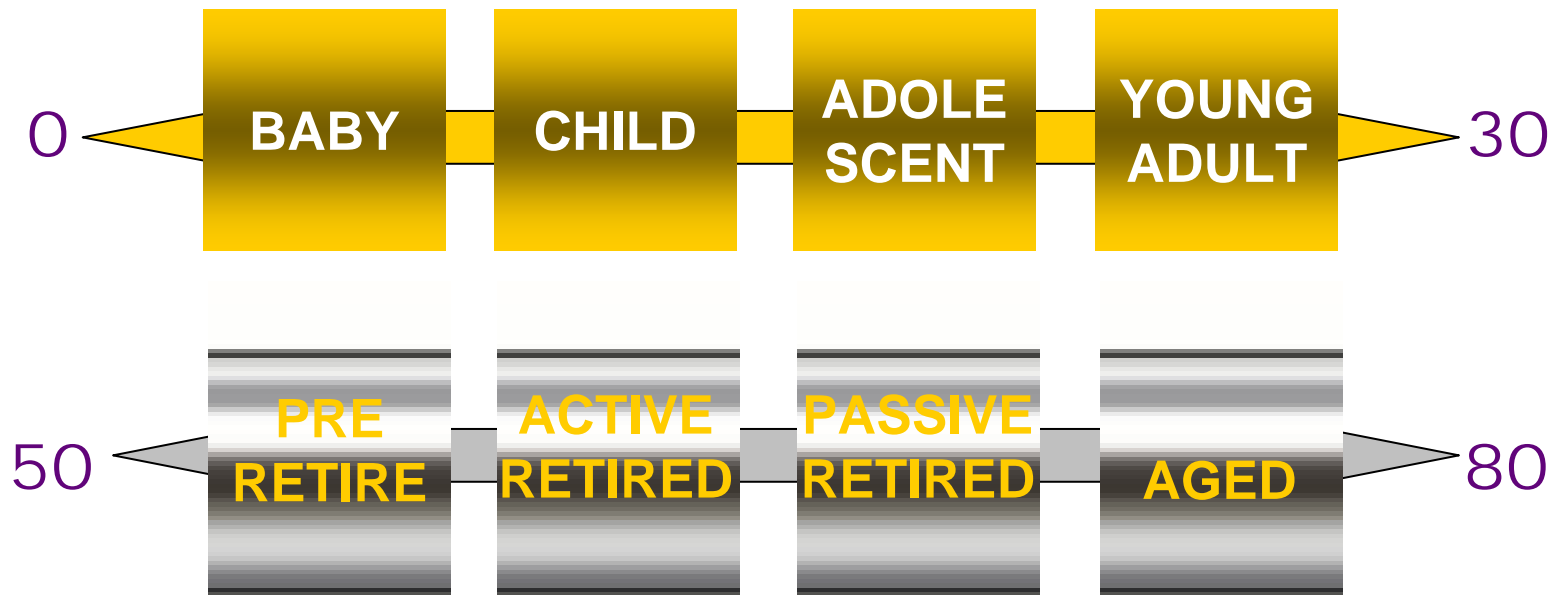 0
BABY
CHILD
ADOLE
SCENT
YOUNG
ADULT
30
50
PRE
RETIRE
ACTIVE
RETIRED
PASSIVE
RETIRED
AGED
80